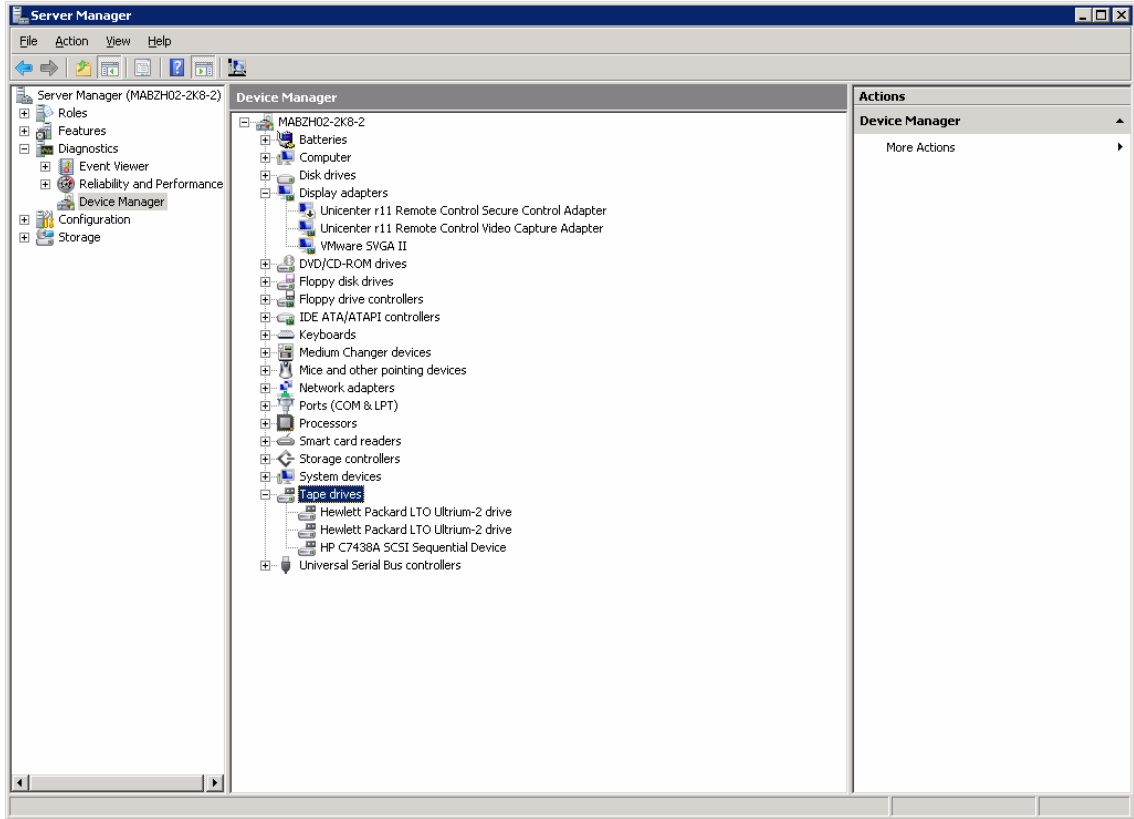 Server Manager
File Action View Help
Server Manager (MABZH02-2K8-2)
Roles
Features
Diagnostics
Event Viewer
Reliability and Performance
Device Manager
Configuration
Storage
Device Manager
MABZH02-2K8-2
Batteries
Computer
Disk drives
Display adapters
Unicenter r11 Remote Control Secure Control Adapter
Unicenter r11 Remote Control Video Capture Adapter
VMware SVGA II
DVD/CD-ROM drives
Floppy disk drives
Floppy drive controllers
IDE ATA/ATAPI controllers
Keyboards
Medium Changer devices
Mice and other pointing devices
Network adapters
Ports (COM & LPT)
Processors
Smart card readers
Storage controllers
System devices
Tape drives
Hewlett Packard LTO Ultrium-2 drive
Hewlett Packard LTO Ultrium-2 drive
HP C7438A SCSI Sequential Device
Universal Serial Bus controllers
Actions
Device Manager
More Actions